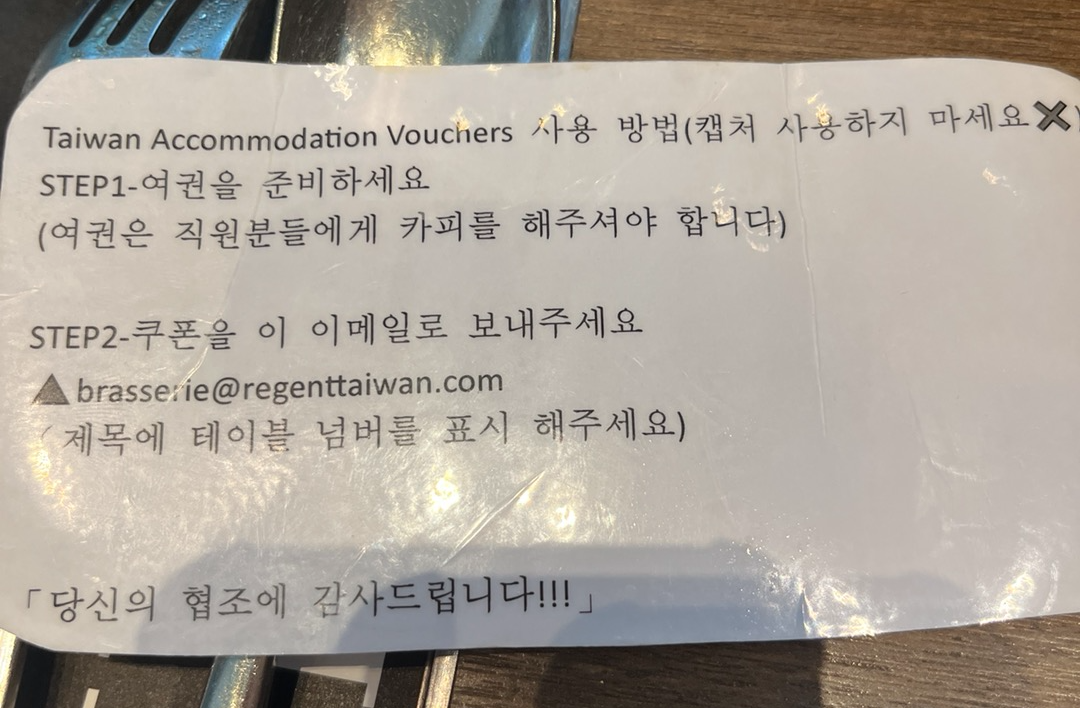 Taiwan Accommodation Vouchers 사용 방법(캡처 사용하지 마세요❌)
STEP1-여권을 준비하세요
(여권은 직원분들에게 카피를 해주셔야 합니다)
STEP2-쿠폰을 이 이메일로 보내주세요
▲brasserie@regenttaiwan.com
(제목에 테이블 넘버를 표시 해주세요)
「당신의 협조에 감사드립니다!!!」